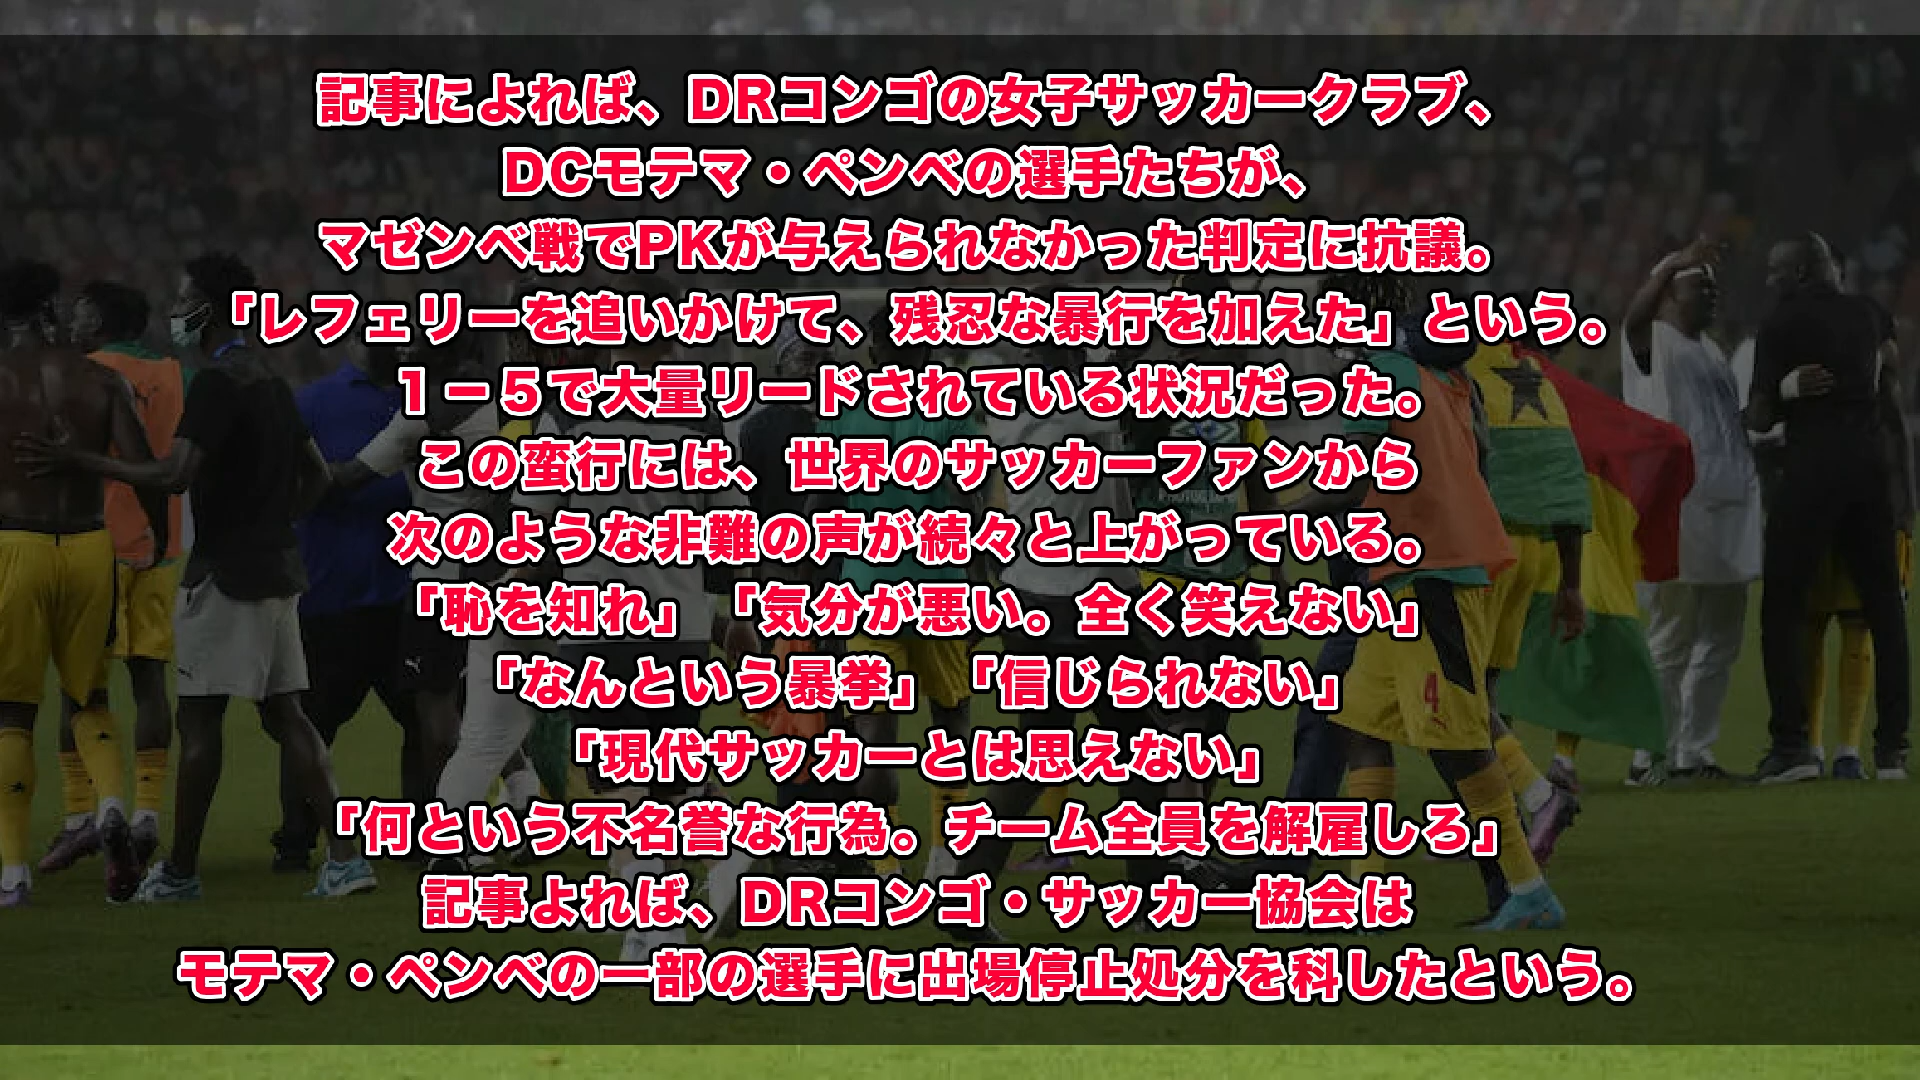 記事によれば、DRコンゴの女子サッカークラブ、
DCモテマ・ペンベの選手たちが、
マゼンベ戦でPKが与えられなかった判定に抗議。
「レフェリーを追いかけて、残忍な暴行を加えた」という。
１－５で大量リードされている状況だった。
この蛮行には、世界のサッカーファンから
次のような非難の声が続々と上がっている。
「恥を知れ」「気分が悪い。全く笑えない」
「なんという暴挙」「信じられない」
「現代サッカーとは思えない」
「何という不名誉な行為。チーム全員を解雇しろ」
記事よれば、DRコンゴ・サッカー協会は
モテマ・ペンベの一部の選手に出場停止処分を科したという。
4